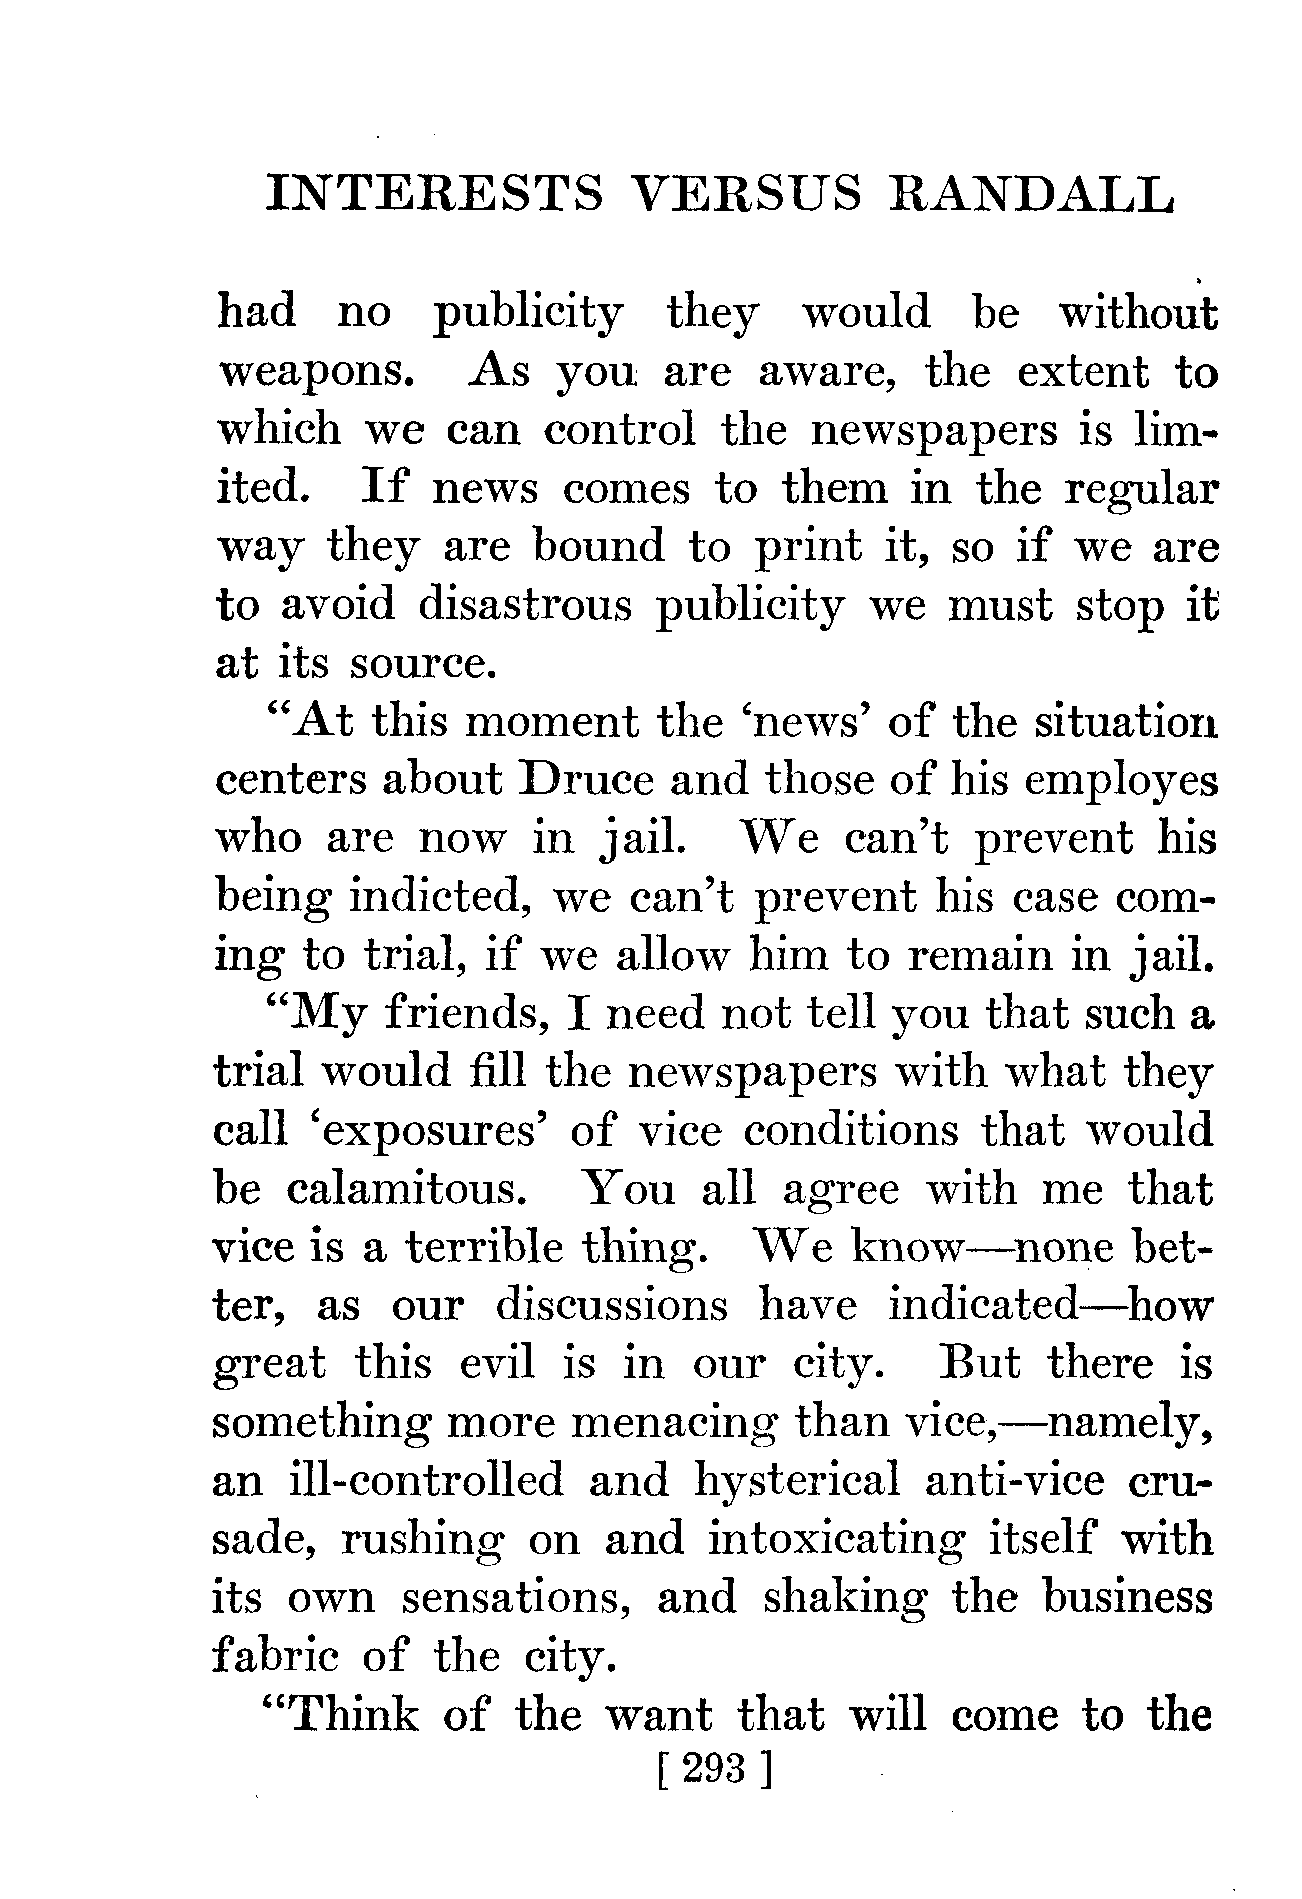 INTERESTS VERSUS RANDALL
had no publicity they would be without
weapons. As you are aware, the extent to
which we can control the newspapers is lim-
ited. If news comes to them in the regular
way they are bound to print it, so if we are
to avoid disastrous publicity we must stop it
at its source.
“At this moment the ‘news’ of the situation
centers about Druce and those of his employes
who are now in jail. We can’t prevent his
being indicted, we can’t prevent his case com-
ing to trial, if we allow him to remain in jail.
“My friends, I need not tell you that such a
trial would fill the newspapers with what they
call ‘exposures’ of vice conditions that would
be calamitous. You all agree with me that
vice is a terrible thing. We know—none bet-
ter, as our discussions have indicated—how
great this evil is in our city. But there is
something more menacing than vice,—namely,
an ill-controlled and hysterical anti-vice cru-
sade, rushing on and intoxicating itself with
its own sensations, and shaking the business
fabric of the city.
“Think of the want that will come to the
[ 293 ]